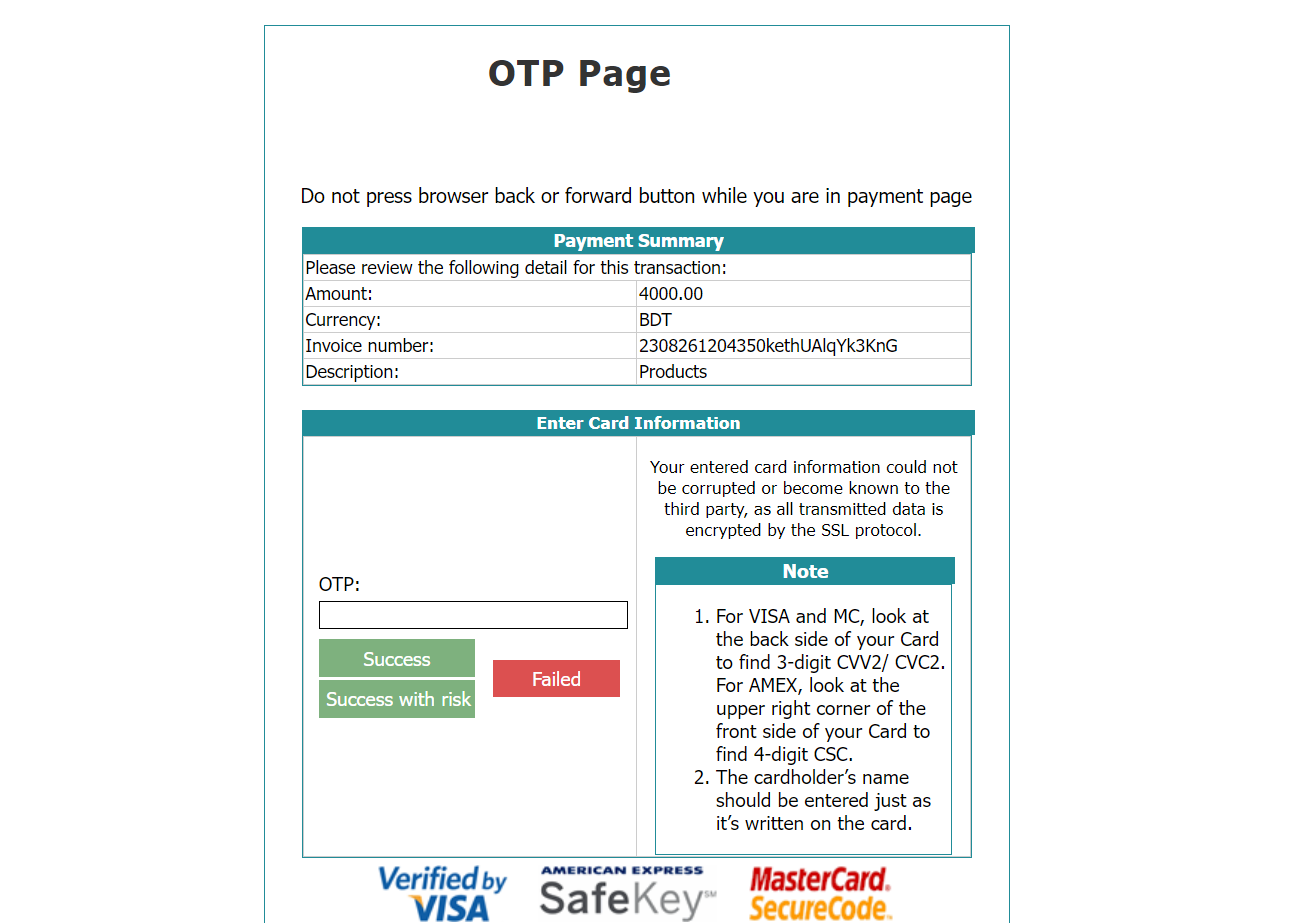 OTP Page
Do not press browser back or forward button while you are in payment page
Payment Summary
Please review the following detail for this transaction:
Amount: 4000.00
Currency: BDT
Invoice number: 2308261204350kethUAlqYk3KnG
Description: Products
Enter Card Information
OTP:
Success
Success with risk
Failed
Your entered card information could not
be corrupted or become known to the
third party, as all transmitted data is
encrypted by the SSL protocol.
Note
1. For VISA and MC, look at
the back side of your Card
to find 3-digit CVV2/ CVC2.
For AMEX, look at the
upper right corner of the
front side of your Card to
find 4-digit CSC.
2. The cardholder’s name
should be entered just as
it’s written on the card.
Verified by
VISA
AMERICAN EXPRESS
SafeKey℠
MasterCard.
SecureCode.